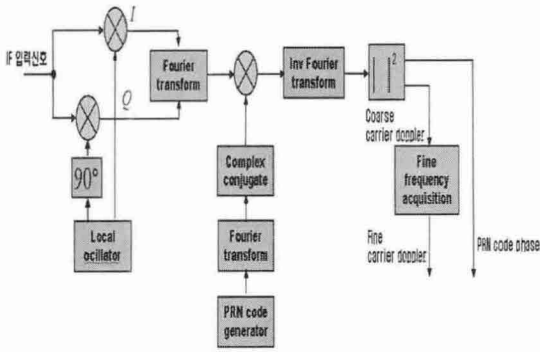 I
IF 입력신호
Fourier
transform
Inv Fourier
transform
| |²
Q
Coarse
carrier doppler
90°
Complex
conjugate
Fine
frequency
acquisition
Local
ocillator
Fourier
transform
Fine
carrier doppler
PRN code phase
PRN code
generator